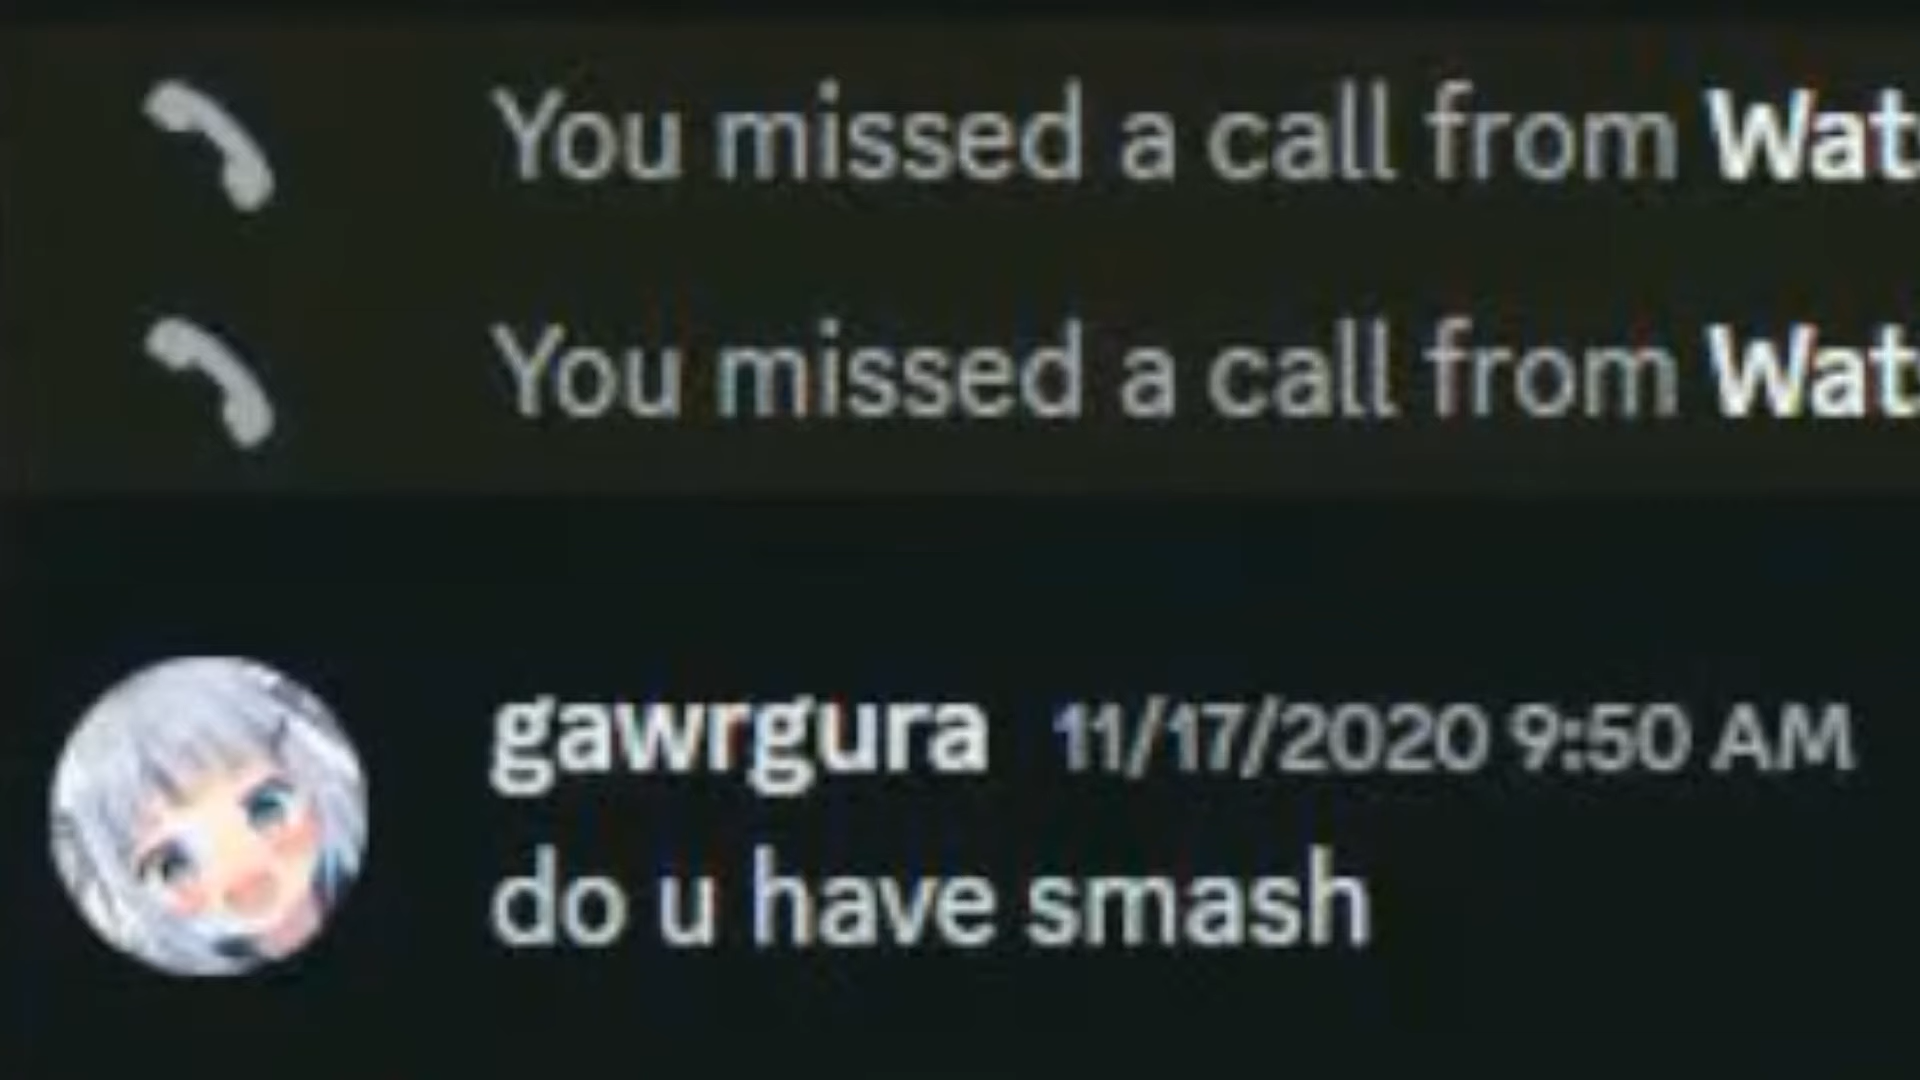 You missed a call from Wat
You missed a call from Wat
gawrgura 11/17/2020 9:50 AM
do u have smash